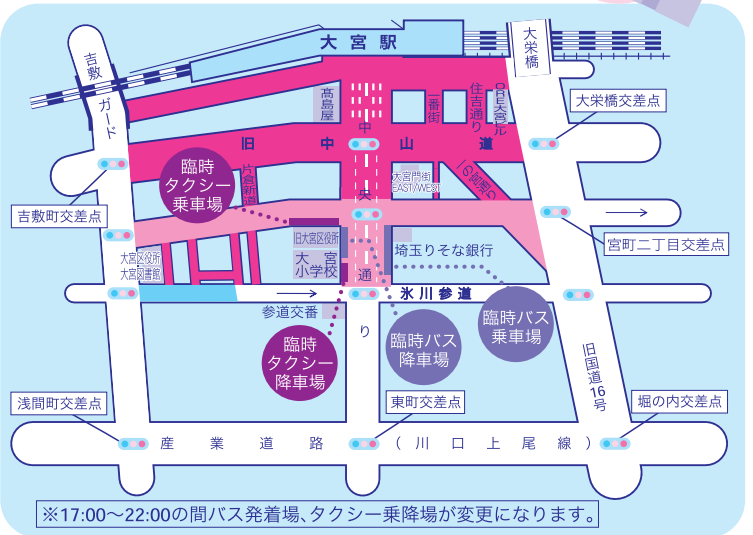 大宮駅
大栄橋
吉敷
ガード
髙島屋
一番街
住吉通り
ORE大宮ビル
大栄橋交差点
旧中山道
中央通り
臨時
タクシー
乗車場
片倉新道
大宮門街
EAST/WEST
一の宮通り
吉敷町交差点
宮町二丁目交差点
大宮区役所
大宮図書館
旧大宮区役所
大宮
小学校
埼玉りそな銀行
氷川参道
参道交番
臨時
タクシー
降車場
臨時バス
降車場
臨時バス
乗車場
旧国道16号
浅間町交差点
東町交差点
堀の内交差点
産業道路(川口上尾線)
※17:00〜22:00の間バス発着場、タクシー乗降場が変更になります。